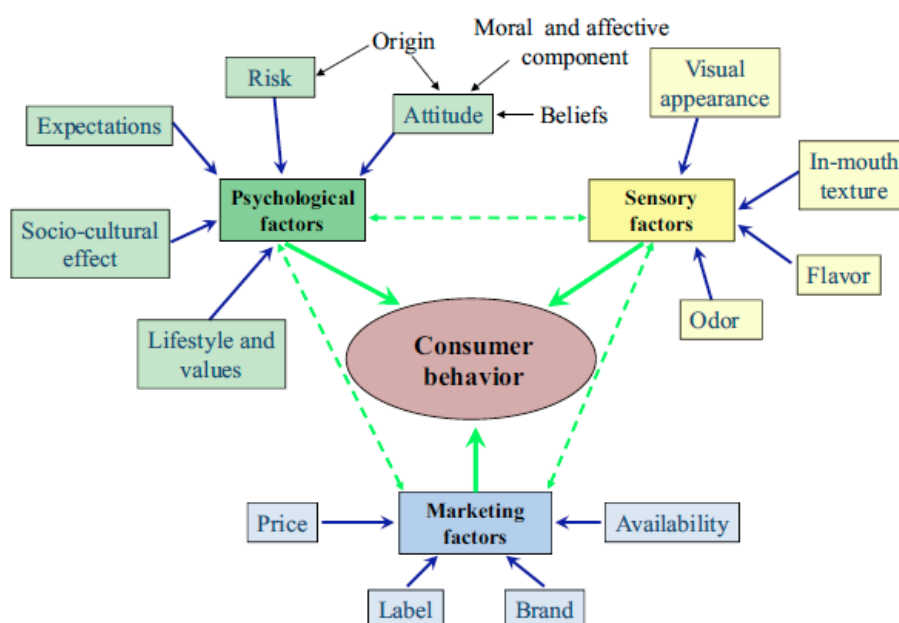 Moral and affective
component
Origin
Visual
appearance
Risk
Attitude
Beliefs
Expectations
In-mouth
texture
Psychological
factors
Sensory
factors
Socio-cultural
effect
Flavor
Odor
Lifestyle and
values
Consumer
behavior
Price
Marketing
factors
Availability
Label
Brand